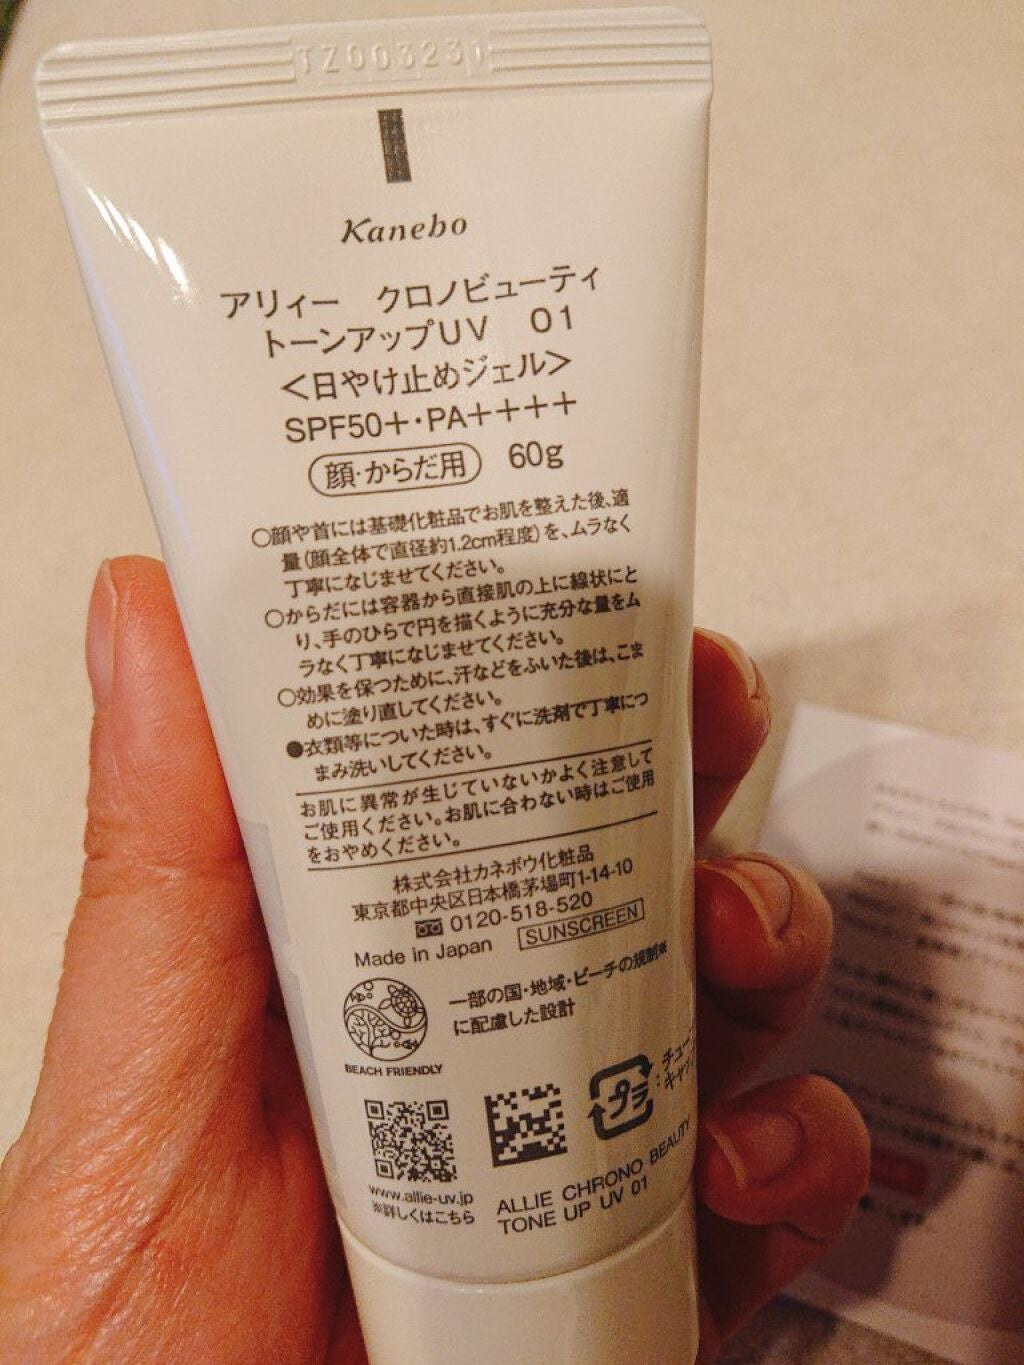 TZ003231
Kanebo
アリィー クロノビューティ
トーンアップUV 01
<日やけ止めジェル>
SPF50+・PA++++
顔・からだ用 60g
○顔や首には基礎化粧品でお肌を整えた後、適
量(顔全体で直径約1.2cm程度)を、ムラなく
丁寧になじませてください。
○からだには容器から直接肌の上に線状にと
り、手のひらで円を描くように充分な量をム
ラなく丁寧になじませてください。
○効果を保つために、汗などをふいた後は、こま
めに塗り直してください。
●衣類等についた時は、すぐに洗剤で丁寧につ
まみ洗いしてください。
お肌に異常が生じていないかよく注意して
ご使用ください。お肌に合わない時はご使用
をおやめください。
株式会社カネボウ化粧品
東京都中央区日本橋茅場町1-14-10
0120-518-520
Made in Japan SUNSCREEN
一部の国・地域・ビーチの規制※
に配慮した設計
BEACH FRIENDLY
プラ
:チュー
キャッ
www.allie-uv.jp
※詳しくはこちら
ALLIE CHRONO BEAUTY
TONE UP UV 01